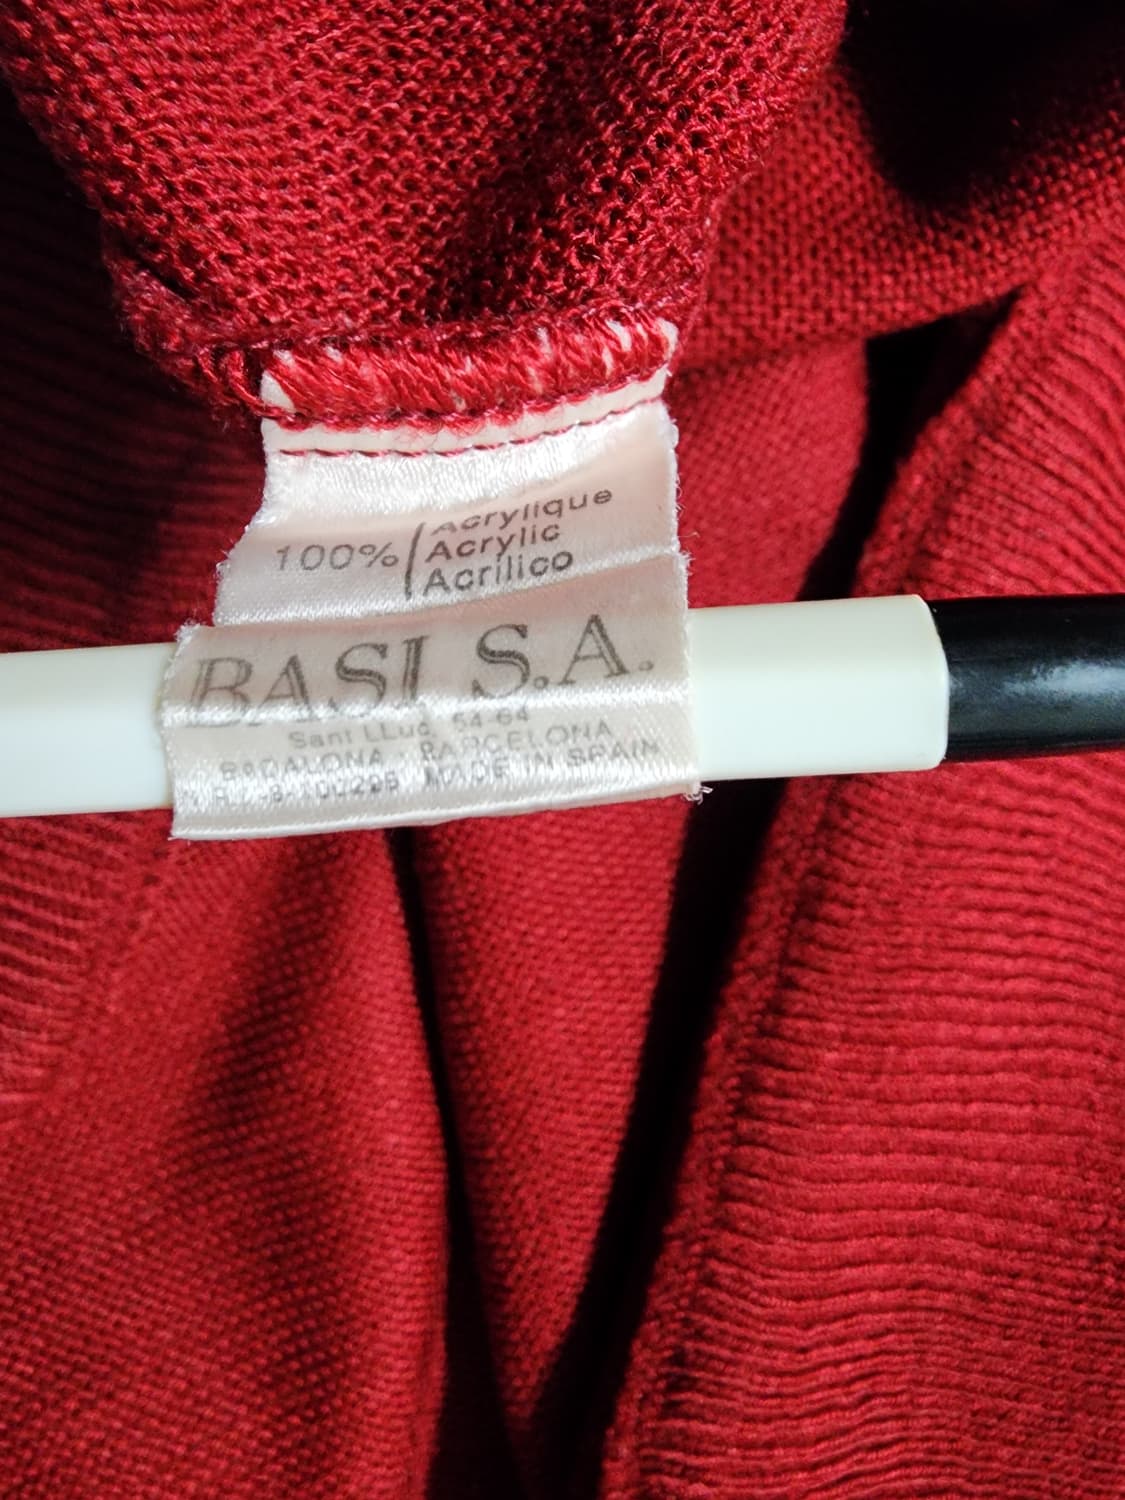 Acrylique
100% Acrylic
Acrilico
BASI S.A.
Sant LLuc, 54-64
BADALONA BARCELONA
MADE IN SPAIN